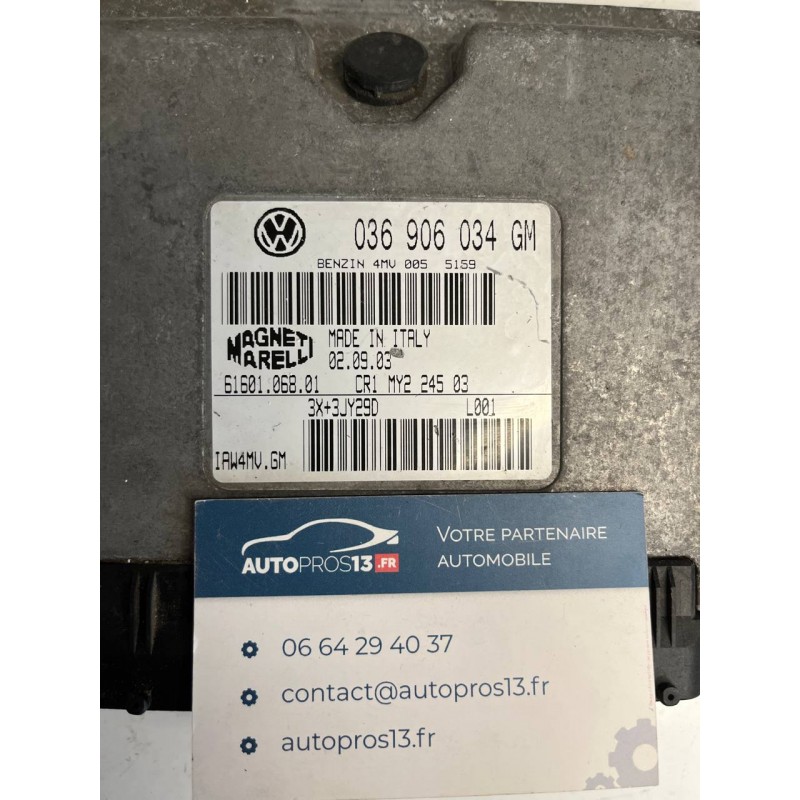 036 906 034 GM
BENZIN 4MV 005 5159
MAGNETI MARELLI
MADE IN ITALY
02.09.03
61601.068.01 CR1 MY2 245 03
3X+3JY29D L001
IAW4MV.GM
AUTOPROS13.FR
VOTRE PARTENAIRE
AUTOMOBILE
06 64 29 40 37
contact@autopros13.fr
autopros13.fr